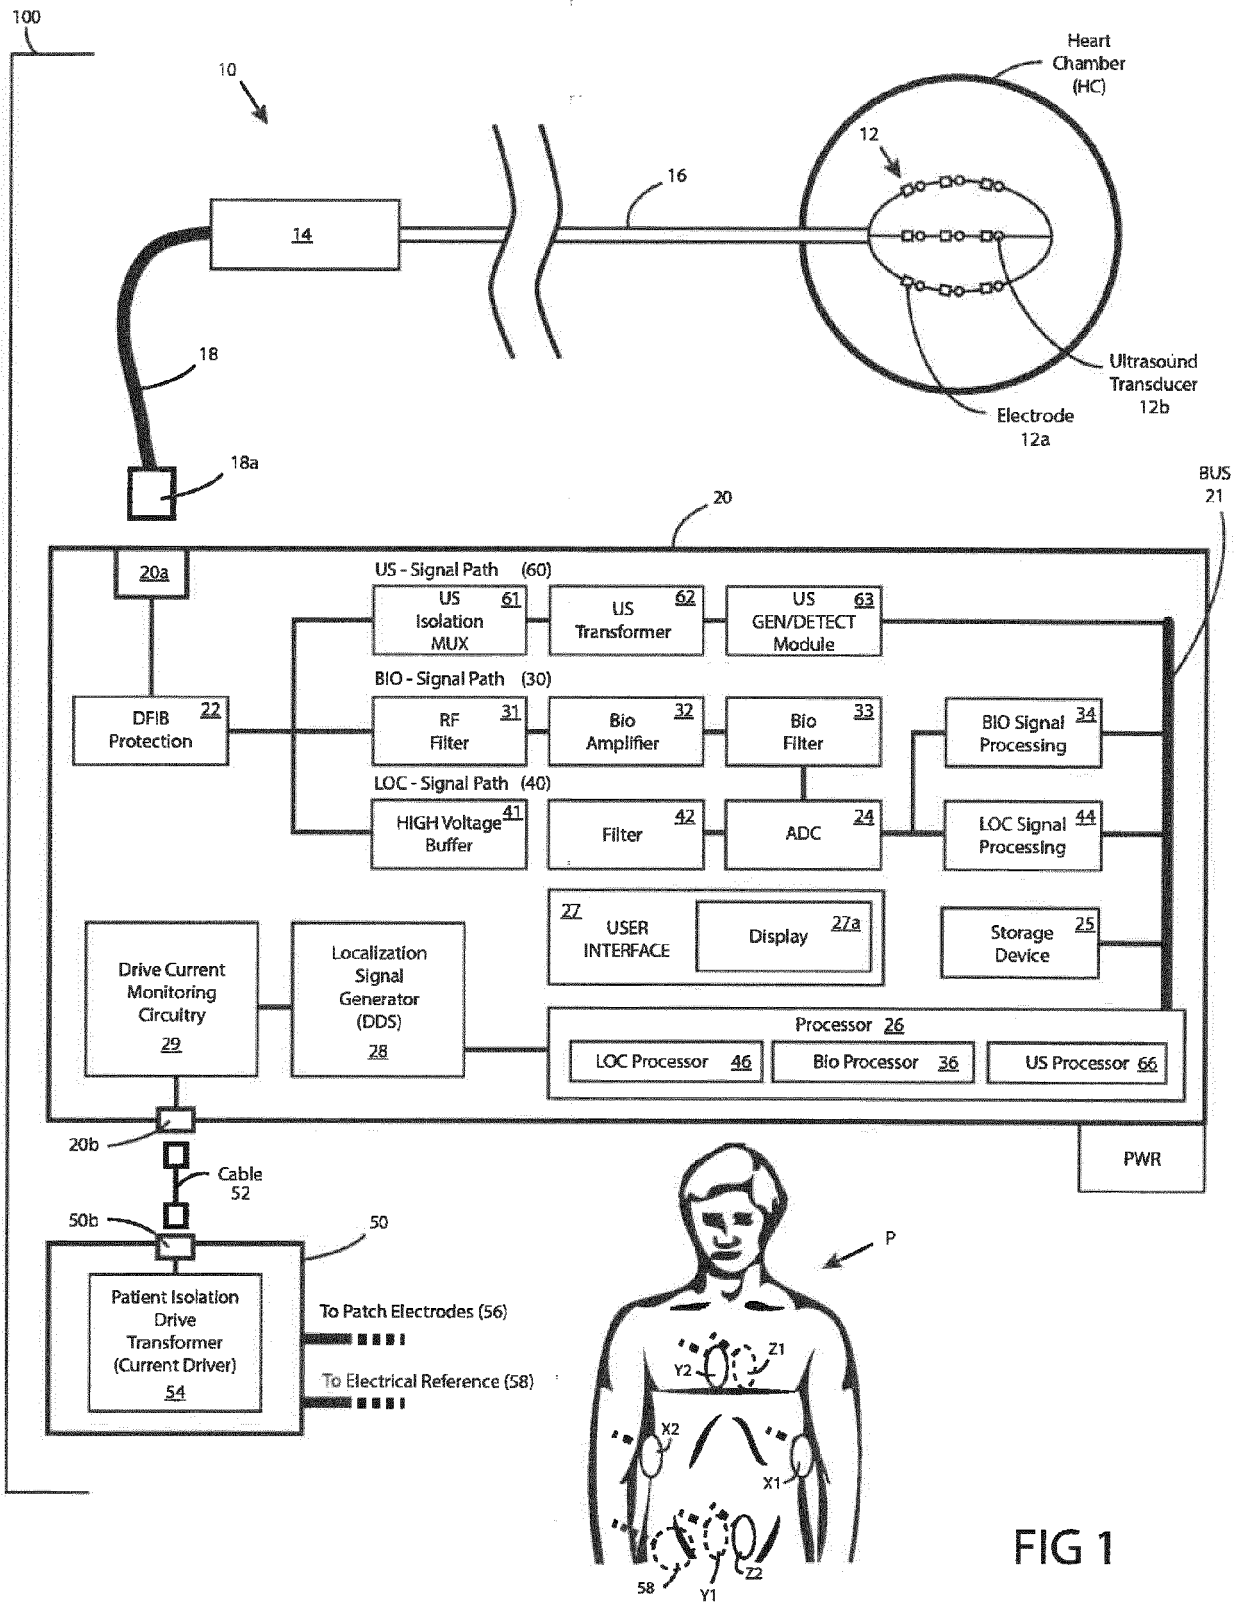 100
10
Heart
Chamber
(HC)
12
16
14
18
Ultrasound
Transducer
12b
Electrode
12a
18a
BUS
21
20
20a
US - Signal Path (60)
US 61
Isolation
MUX
US 62
Transformer
US 63
GEN/DETECT
Module
BIO - Signal Path (30)
DFIB 22
Protection
RF 31
Filter
Bio 32
Amplifier
Bio 33
Filter
BIO Signal 34
Processing
LOC - Signal Path (40)
HIGH Voltage 41
Buffer
Filter 42
ADC 24
LOC Signal 44
Processing
27 USER
INTERFACE
Display 27a
Storage 25
Device
Drive Current
Monitoring
Circuitry
29
Localization
Signal
Generator
(DDS)
28
Processor 26
LOC Processor 46
Bio Processor 36
US Processor 66
20b
PWR
Cable
52
50b
50
P
Patient Isolation
Drive
Transformer
(Current Driver)
54
To Patch Electrodes (56)
To Electrical Reference (58)
Y2
Z1
X2
X1
58
Y1
Z2
FIG 1